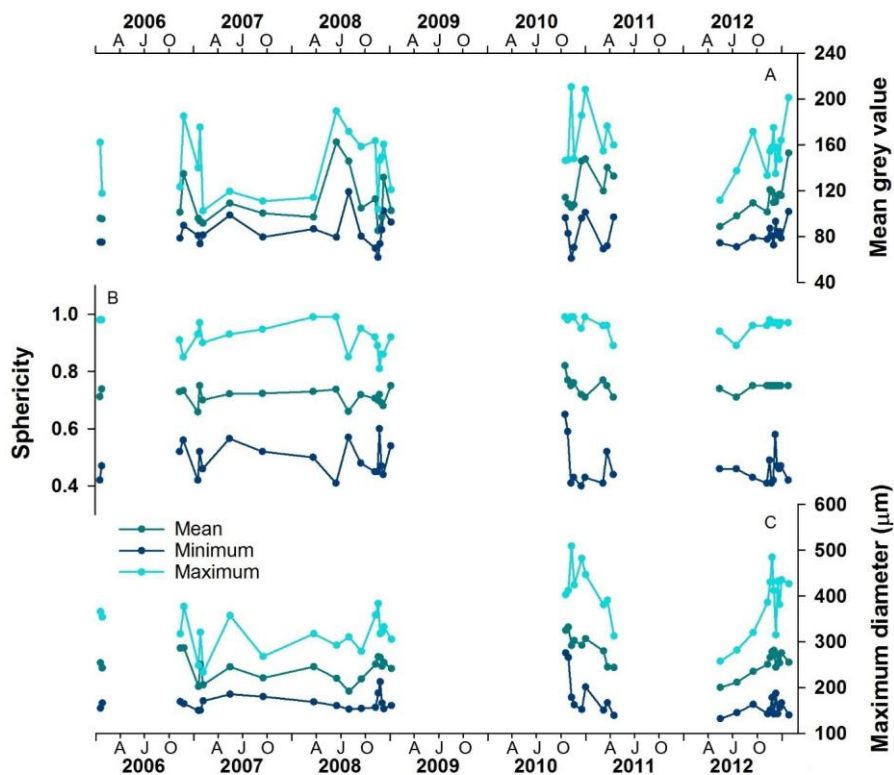 2006 2007 2008 2009 2010 2011 2012
A J O A J O A J O A J O A J O A J O A J O
240
A
200
160
120
80
40
Mean grey value
B
1.0
0.8
0.6
0.4
Sphericity
600
C
500
400
300
200
100
Maximum diameter (μm)
Mean
Minimum
Maximum
A J O A J O A J O A J O A J O A J O A J O
2006 2007 2008 2009 2010 2011 2012